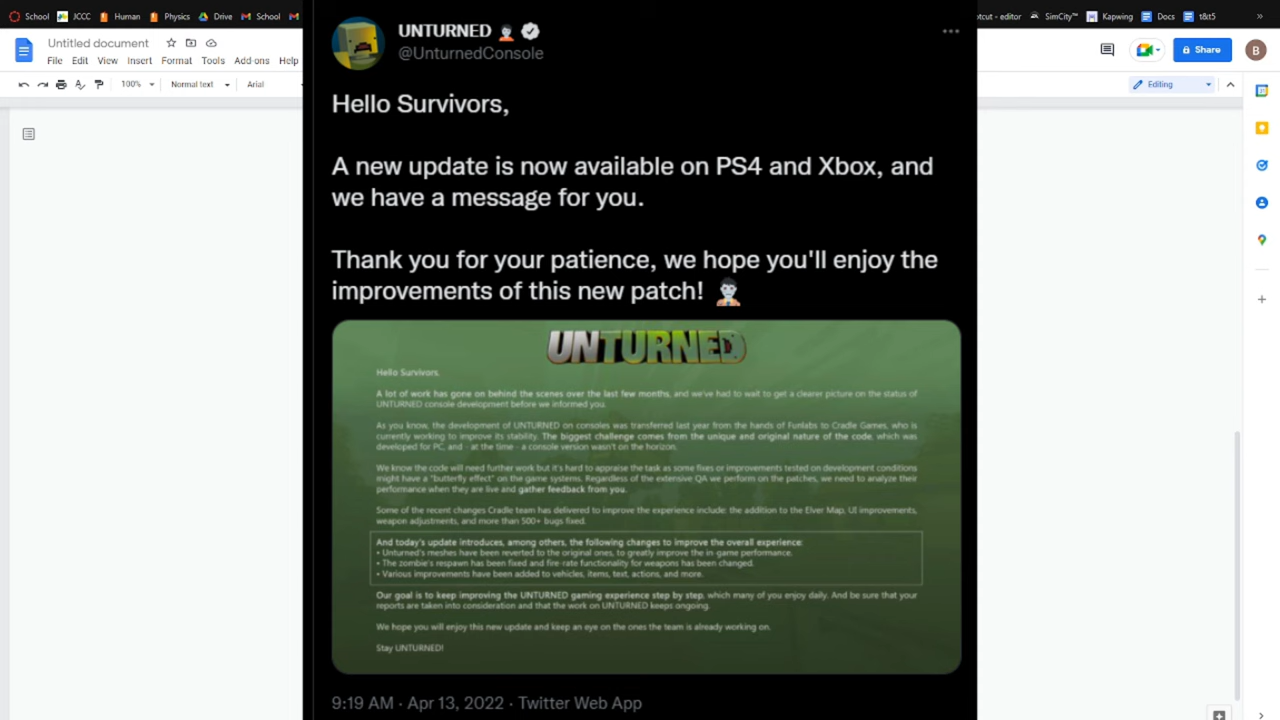 School JCCC Human Physics Drive School
otcut - editor SimCity™ Kapwing Docs t8t5 »
Untitled document
File Edit View Insert Format Tools Add-ons Help
Share
B
100% Normal text Arial
Editing
UNTURNED
@UnturnedConsole
Hello Survivors,
A new update is now available on PS4 and Xbox, and
we have a message for you.
Thank you for your patience, we hope you'll enjoy the
improvements of this new patch!
UNTURNED
Hello Survivors,
A lot of work has gone on behind the scenes over the last few months, and we've had to wait to get a clearer picture on the status of
UNTURNED console development before we informed you.
As you know, the development of UNTURNED on consoles was transferred last year from the hands of Funlabs to Cradle Games, who is
currently working to improve its stability. The biggest challenge comes from the unique and original nature of the code, which was
developed for PC, and - at the time - a console version wasn't on the horizon.
We know the code will need further work but it's hard to appraise the task as some fixes or improvements tested on development conditions
might have a "butterfly effect" on the game systems. Regardless of the extensive QA we perform on the patches, we need to analyze their
performance when they are live and gather feedback from you.
Some of the recent changes Cradle team has delivered to improve the experience include: the addition to the Elver Map, UI improvements,
weapon adjustments, and more than 500+ bugs fixed.
And today's update introduces, among others, the following changes to improve the overall experience:
• Unturned's meshes have been reverted to the original ones, to greatly improve the in-game performance.
• The zombie's respawn has been fixed and fire-rate functionality for weapons has been changed.
• Various improvements have been added to vehicles, items, text, actions, and more.
Our goal is to keep improving the UNTURNED gaming experience step by step, which many of you enjoy daily. And be sure that your
reports are taken into consideration and that the work on UNTURNED keeps ongoing.
We hope you will enjoy this new update and keep an eye on the ones the team is already working on.
Stay UNTURNED!
9:19 AM · Apr 13, 2022 · Twitter Web App